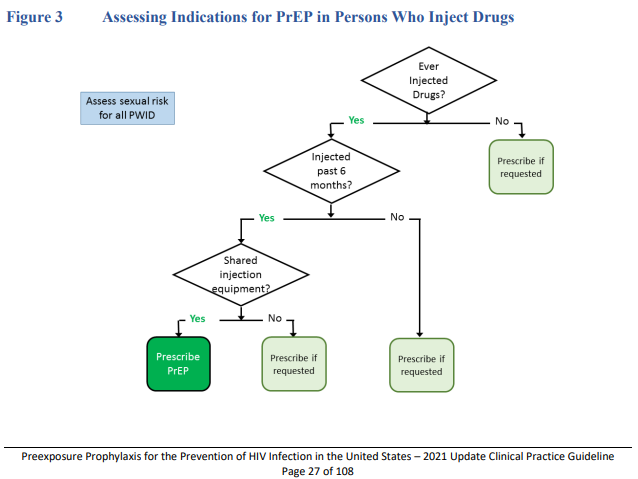 Figure 3 Assessing Indications for PrEP in Persons Who Inject Drugs
Ever
Injected
Drugs?
Assess sexual risk
for all PWID
Yes
No
Injected
past 6
months?
Prescribe if
requested
Yes
No
Shared
injection
equipment?
Yes
No
Prescribe
PrEP
Prescribe if
requested
Prescribe if
requested
Preexposure Prophylaxis for the Prevention of HIV Infection in the United States – 2021 Update Clinical Practice Guideline
Page 27 of 108